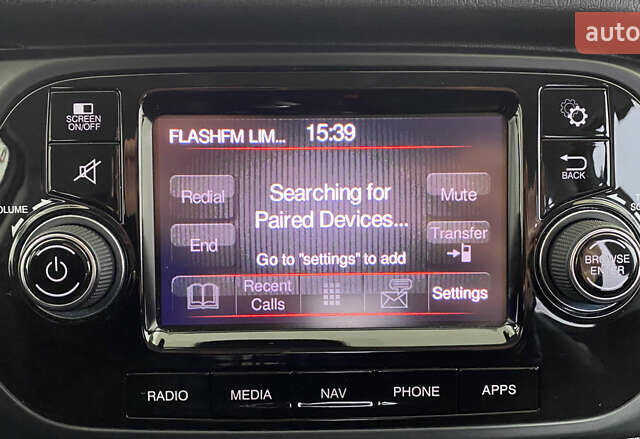 auto
SCREEN
ON/OFF
FLASHFM LIM... 15:39
BACK
VOLUME
Redial
Searching for
Paired Devices...
Mute
End
Transfer
Go to "settings" to add
Recent
Calls
Settings
BROWSE
ENTER
RADIO
MEDIA
NAV
PHONE
APPS